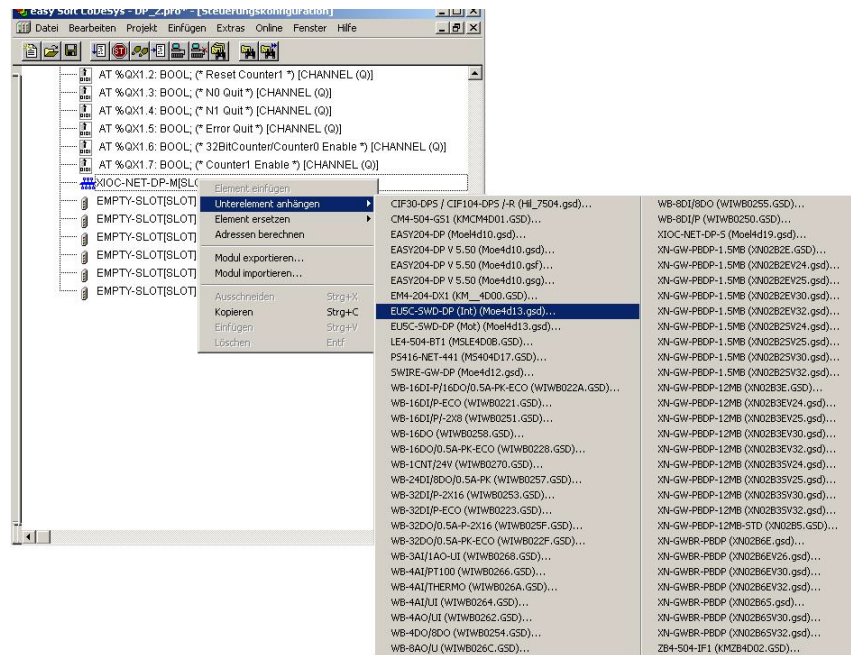 easy Soft CoDeSys - DP_2.pro* - [Steuerungskonfiguration]
Datei Bearbeiten Projekt Einfügen Extras Online Fenster Hilfe
AT %QX1.2: BOOL; (* Reset Counter1 *) [CHANNEL (Q)]
AT %QX1.3: BOOL; (* N0 Quit *) [CHANNEL (Q)]
AT %QX1.4: BOOL; (* N1 Quit *) [CHANNEL (Q)]
AT %QX1.5: BOOL; (* Error Quit *) [CHANNEL (Q)]
AT %QX1.6: BOOL; (* 32BitCounter/Counter0 Enable *) [CHANNEL (Q)]
AT %QX1.7: BOOL; (* Counter1 Enable *) [CHANNEL (Q)]
XIOC-NET-DP-M[SLO
EMPTY-SLOT[SLOT]
EMPTY-SLOT[SLOT]
EMPTY-SLOT[SLOT]
EMPTY-SLOT[SLOT]
EMPTY-SLOT[SLOT]
EMPTY-SLOT[SLOT]
Element einfügen
Unterelement anhängen
Element ersetzen
Adressen berechnen
Modul exportieren...
Modul importieren...
Ausschneiden Strg+X
Kopieren Strg+C
Einfügen Strg+V
Löschen Entf
CIF30-DPS / CIF104-DPS /-R (Hil_7504.gsd)...
CM4-504-GS1 (KMCM4D01.GSD)...
EASY204-DP (Moel4d10.gsd)...
EASY204-DP V 5.50 (Moe4d10.gsd)...
EASY204-DP V 5.50 (Moe4d10.gsf)...
EASY204-DP V 5.50 (Moe4d10.gsg)...
EM4-204-DX1 (KM__4D00.GSD)...
EU5C-SWD-DP (Int) (Moe4d13.gsd)...
EU5C-SWD-DP (Mot) (Moel4d13.gsd)...
LE4-504-BT1 (MSLE4D0B.GSD)...
PS416-NET-441 (MS404D17.GSD)...
SWIRE-GW-DP (Moe4d12.gsd)...
WB-16DI-P/16DO/0.5A-PK-ECO (WIWB022A.GSD)...
WB-16DI/P-ECO (WIWB0221.GSD)...
WB-16DI/P/-2X8 (WIWB0251.GSD)...
WB-16DO (WIWB0258.GSD)...
WB-16DO/0.5A-PK-ECO (WIWB0228.GSD)...
WB-1CNT/24V (WIWB0270.GSD)...
WB-24DI/8DO/0.5A-PK (WIWB0257.GSD)...
WB-32DI/P-2X16 (WIWB0253.GSD)...
WB-32DI/P-ECO (WIWB0223.GSD)...
WB-32DO/0.5A-P-2X16 (WIWB025F.GSD)...
WB-32DO/0.5A-PK-ECO (WIWB022F.GSD)...
WB-3AI/1AO-UI (WIWB0268.GSD)...
WB-4AI/PT100 (WIWB0266.GSD)...
WB-4AI/THERMO (WIWB026A.GSD)...
WB-4AI/UI (WIWB0264.GSD)...
WB-4AO/UI (WIWB0262.GSD)...
WB-4DO/8DO (WIWB0254.GSD)...
WB-8AO/U (WIWB026C.GSD)...
WB-8DI/8DO (WIWB0255.GSD)...
WB-8DI/P (WIWB0250.GSD)...
XIOC-NET-DP-S (Moel4d19.gsd)...
XN-GW-PBDP-1.5MB (XN02B2E.GSD)...
XN-GW-PBDP-1.5MB (XN02B2EV24.gsd)...
XN-GW-PBDP-1.5MB (XN02B2EV25.gsd)...
XN-GW-PBDP-1.5MB (XN02B2EV30.gsd)...
XN-GW-PBDP-1.5MB (XN02B2EV32.gsd)...
XN-GW-PBDP-1.5MB (XN02B2SV24.gsd)...
XN-GW-PBDP-1.5MB (XN02B2SV25.gsd)...
XN-GW-PBDP-1.5MB (XN02B2SV30.gsd)...
XN-GW-PBDP-1.5MB (XN02B2SV32.gsd)...
XN-GW-PBDP-12MB (XN02B3E.GSD)...
XN-GW-PBDP-12MB (XN02B3EV24.gsd)...
XN-GW-PBDP-12MB (XN02B3EV25.gsd)...
XN-GW-PBDP-12MB (XN02B3EV30.gsd)...
XN-GW-PBDP-12MB (XN02B3EV32.gsd)...
XN-GW-PBDP-12MB (XN02B3SV24.gsd)...
XN-GW-PBDP-12MB (XN02B3SV25.gsd)...
XN-GW-PBDP-12MB (XN02B3SV30.gsd)...
XN-GW-PBDP-12MB (XN02B3SV32.gsd)...
XN-GW-PBDP-12MB-STD (XN02B5.GSD)...
XN-GWBR-PBDP (XN02B6E.gsd)...
XN-GWBR-PBDP (XN02B6EV26.gsd)...
XN-GWBR-PBDP (XN02B6EV30.gsd)...
XN-GWBR-PBDP (XN02B6EV32.gsd)...
XN-GWBR-PBDP (XN02B6S.gsd)...
XN-GWBR-PBDP (XN02B6SV30.gsd)...
XN-GWBR-PBDP (XN02B6SV32.gsd)...
ZB4-504-IF1 (KMZB4D02.GSD)...